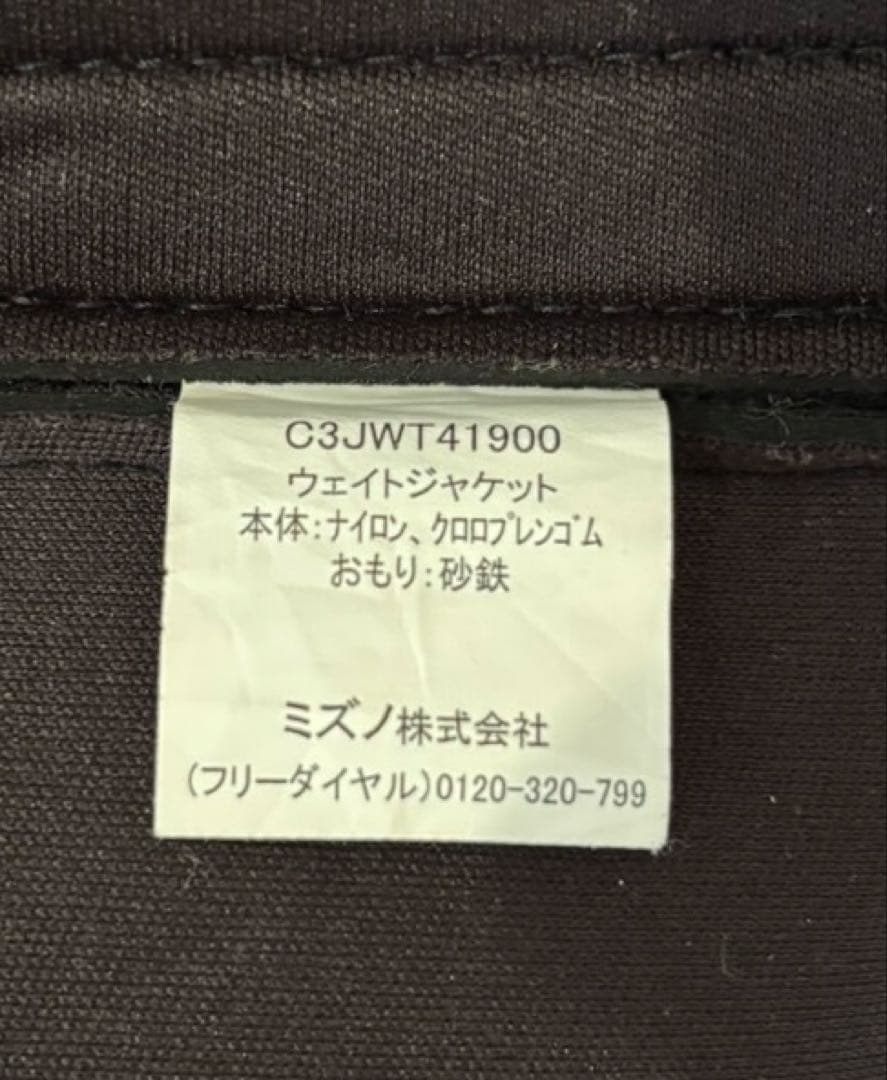 C3JWT41900
ウェイトジャケット
本体:ナイロン、クロロプレンゴム
おもり:砂鉄
ミズノ株式会社
(フリーダイヤル)0120-320-799